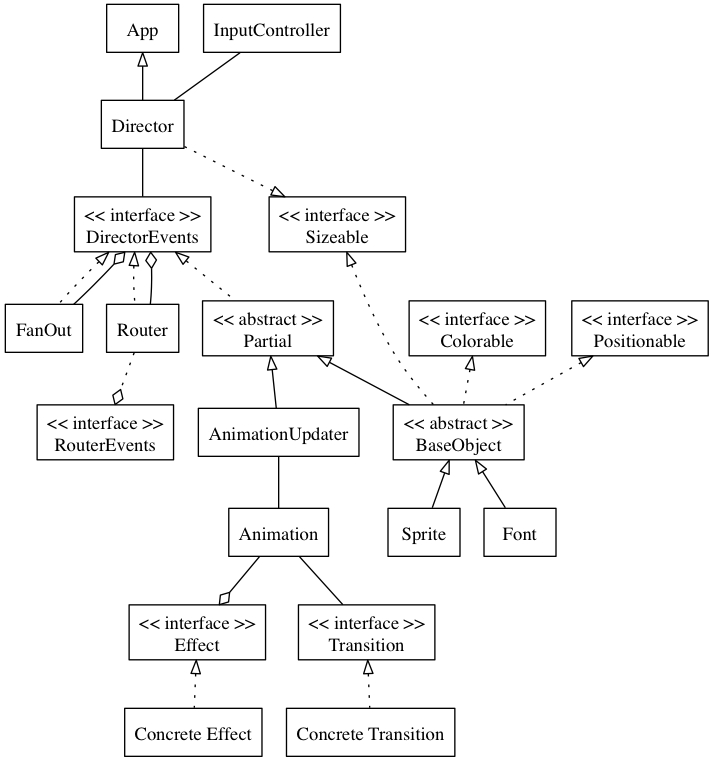 App
InputController
Director
<< interface >>
DirectorEvents
<< interface >>
Sizeable
FanOut
Router
<< abstract >>
Partial
<< interface >>
Colorable
<< interface >>
Positionable
<< interface >>
RouterEvents
AnimationUpdater
<< abstract >>
BaseObject
Animation
Sprite
Font
<< interface >>
Effect
<< interface >>
Transition
Concrete Effect
Concrete Transition